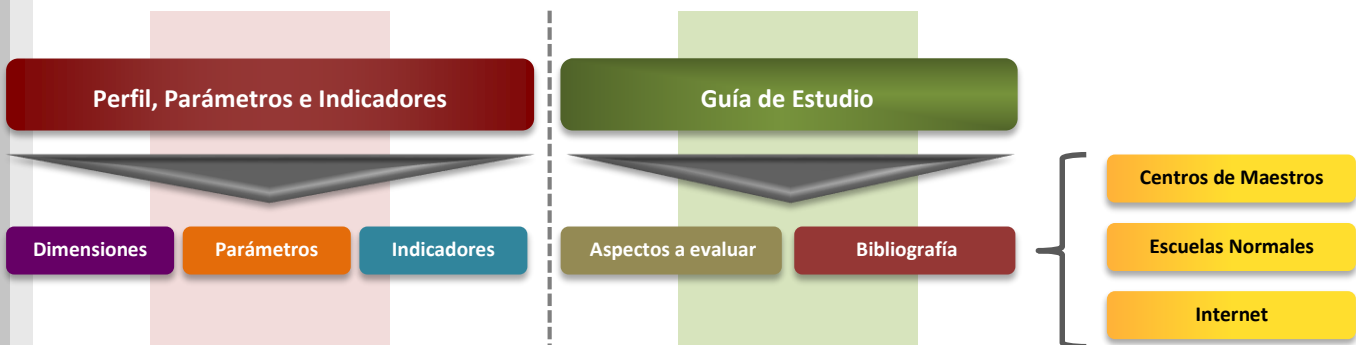 Perfil, Parámetros e Indicadores
Guía de Estudio
Dimensiones
Parámetros
Indicadores
Aspectos a evaluar
Bibliografía
Centros de Maestros
Escuelas Normales
Internet